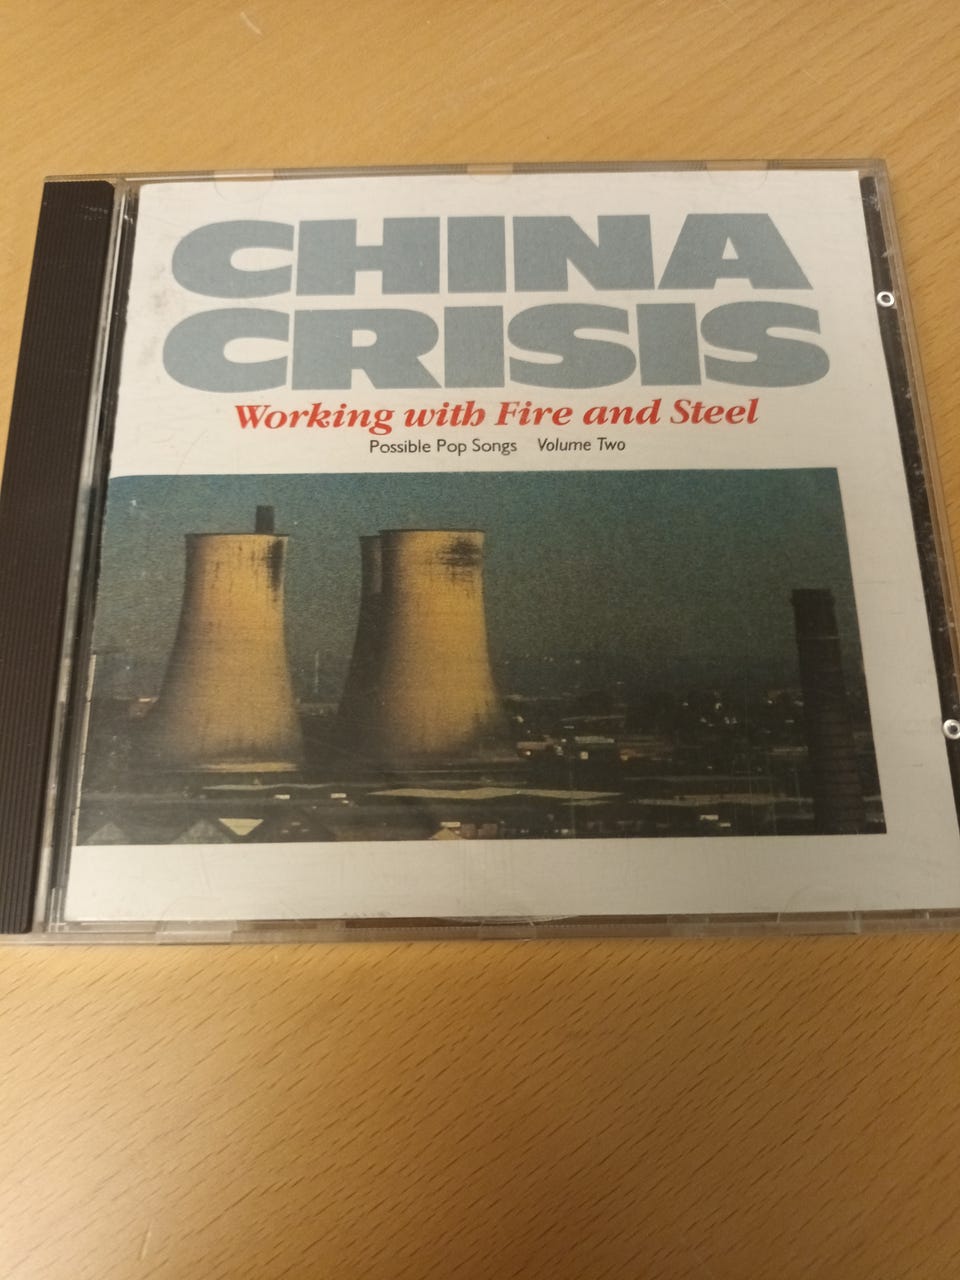 CHINA
CRISIS
Working with Fire and Steel
Possible Pop Songs Volume Two